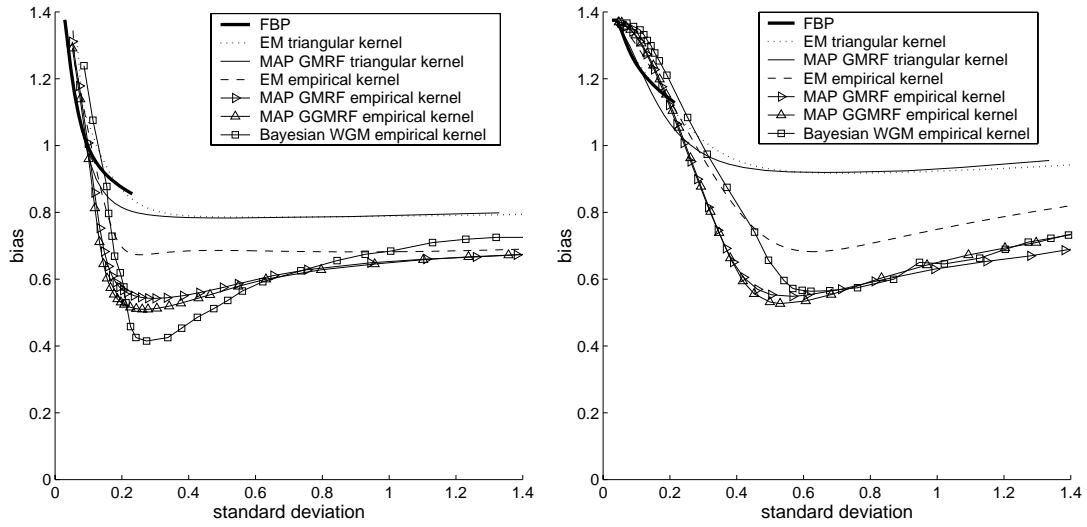 1.4
1.2
1
0.8
0.6
0.4
0.2
0
bias
FBP
EM triangular kernel
MAP GMRF triangular kernel
EM empirical kernel
MAP GMRF empirical kernel
MAP GGMRF empirical kernel
Bayesian WGM empirical kernel
0 0.2 0.4 0.6 0.8 1 1.2 1.4
standard deviation
1.4
1.2
1
0.8
0.6
0.4
0.2
0
bias
FBP
EM triangular kernel
MAP GMRF triangular kernel
EM empirical kernel
MAP GMRF empirical kernel
MAP GGMRF empirical kernel
Bayesian WGM empirical kernel
0 0.2 0.4 0.6 0.8 1 1.2 1.4
standard deviation